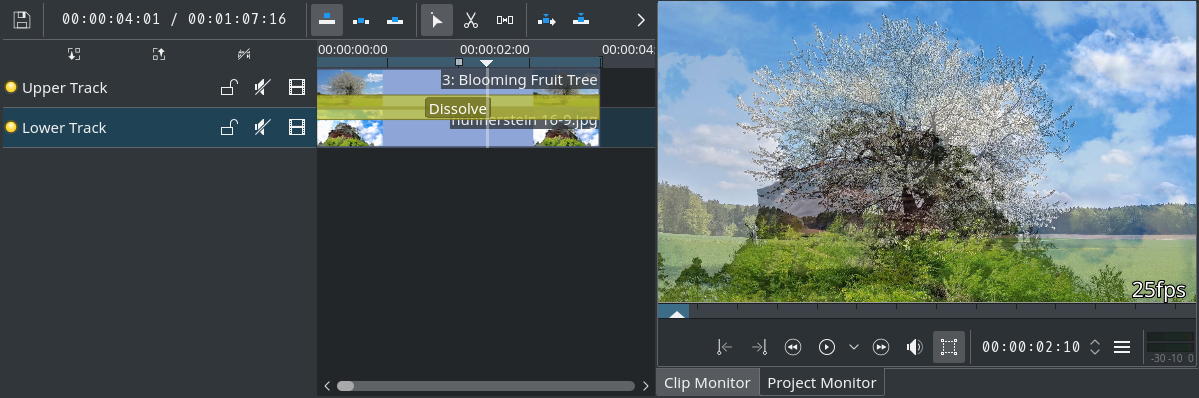 00:00:04:01 / 00:01:07:16
00:00:00:00 00:00:02:00 00:00:04:
Upper Track
3: Blooming Fruit Tree
Dissolve
Lower Track
nunnerstein 16-9.jpg
25fps
00:00:02:10
-30 -10 0
Clip Monitor Project Monitor